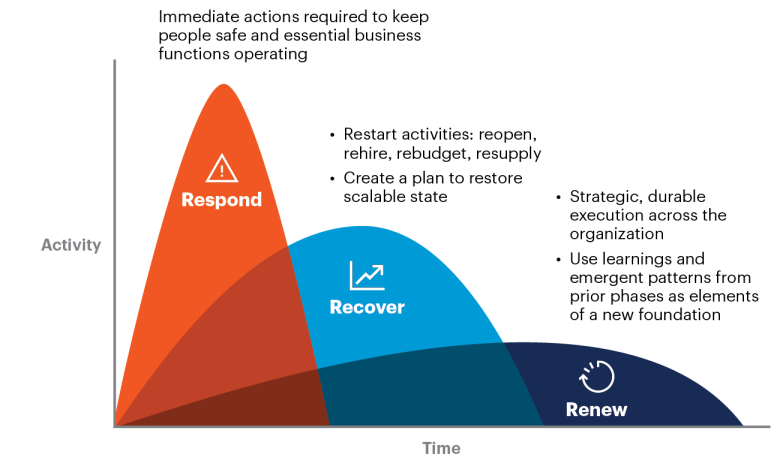 Immediate actions required to keep
people safe and essential business
functions operating
• Restart activities: reopen,
rehire, rebudget, resupply
• Create a plan to restore
scalable state
• Strategic, durable
execution across the
organization
• Use learnings and
emergent patterns from
prior phases as elements
of a new foundation
Respond
Activity
Recover
Renew
Time